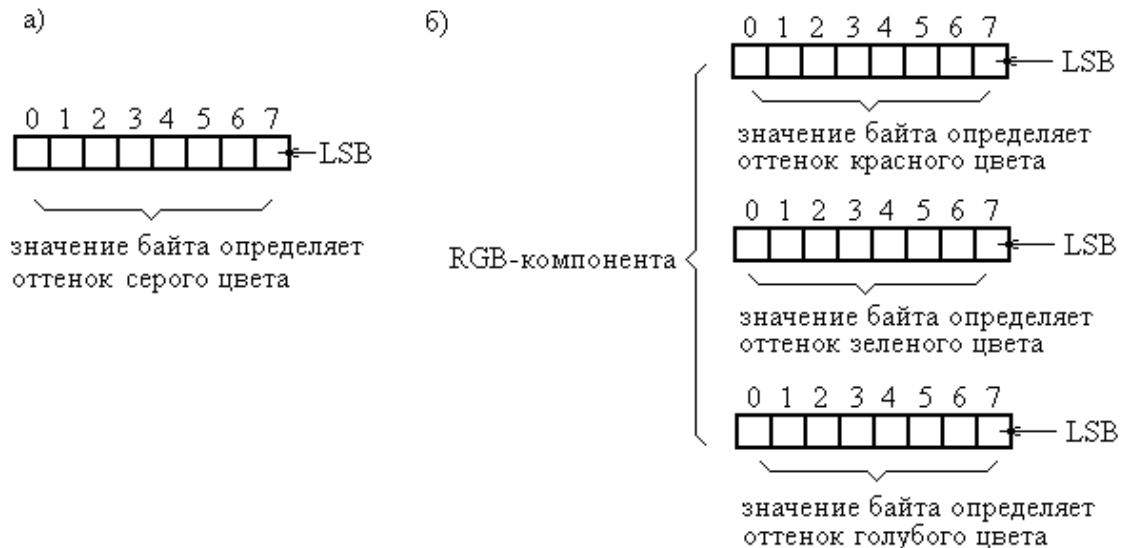 а)
0 1 2 3 4 5 6 7
LSB
значение байта определяет
оттенок серого цвета
б)
RGB-компонента
0 1 2 3 4 5 6 7
LSB
значение байта определяет
оттенок красного цвета
0 1 2 3 4 5 6 7
LSB
значение байта определяет
оттенок зеленого цвета
0 1 2 3 4 5 6 7
LSB
значение байта определяет
оттенок голубого цвета